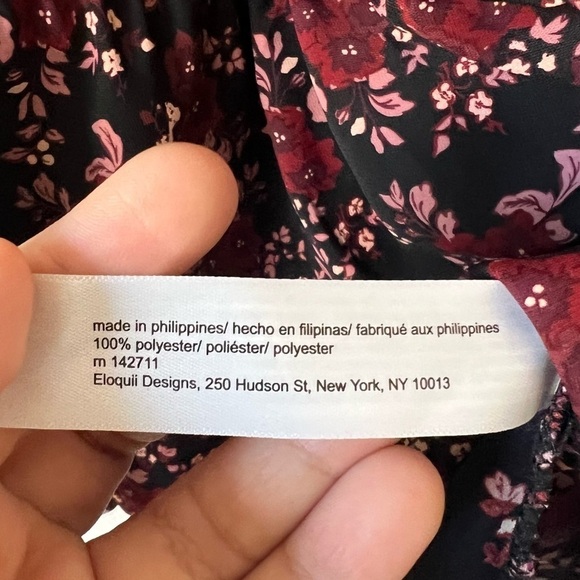 made in philippines/ hecho en filipinas/ fabriqué aux philippines
100% polyester/ poliéster/ polyester
rn 142711
Eloquii Designs, 250 Hudson St, New York, NY 10013